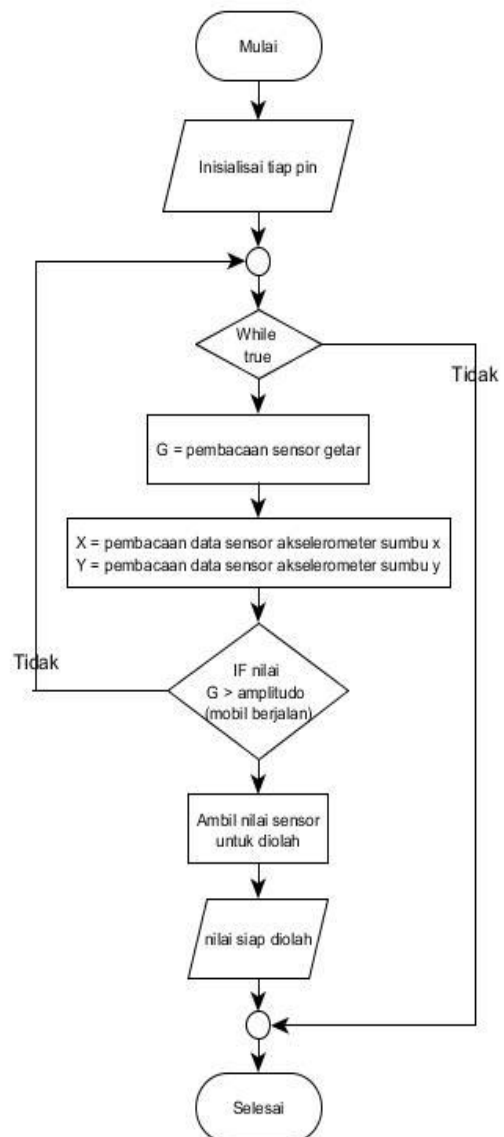 Mulai
Inisialisai tiap pin
While
true
Tidak
G = pembacaan sensor getar
X = pembacaan data sensor akselerometer sumbu x
Y = pembacaan data sensor akselerometer sumbu y
Tidak
IF nilai
G > amplitudo
(mobil berjalan)
Ambil nilai sensor
untuk diolah
nilai siap diolah
Selesai